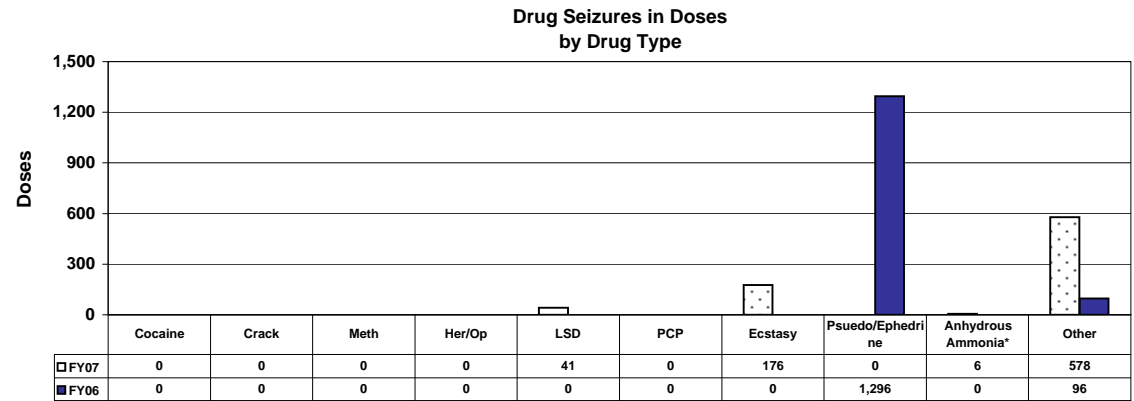 Drug Seizures in Doses
by Drug Type
Doses
1,500
1,200
900
600
300
0
Cocaine Crack Meth Her/Op LSD PCP Ecstasy Psuedo/Ephedri
ne Anhydrous
Ammonia* Other
FY07 0 0 0 0 41 0 176 0 6 578
FY06 0 0 0 0 0 0 0 1,296 0 96